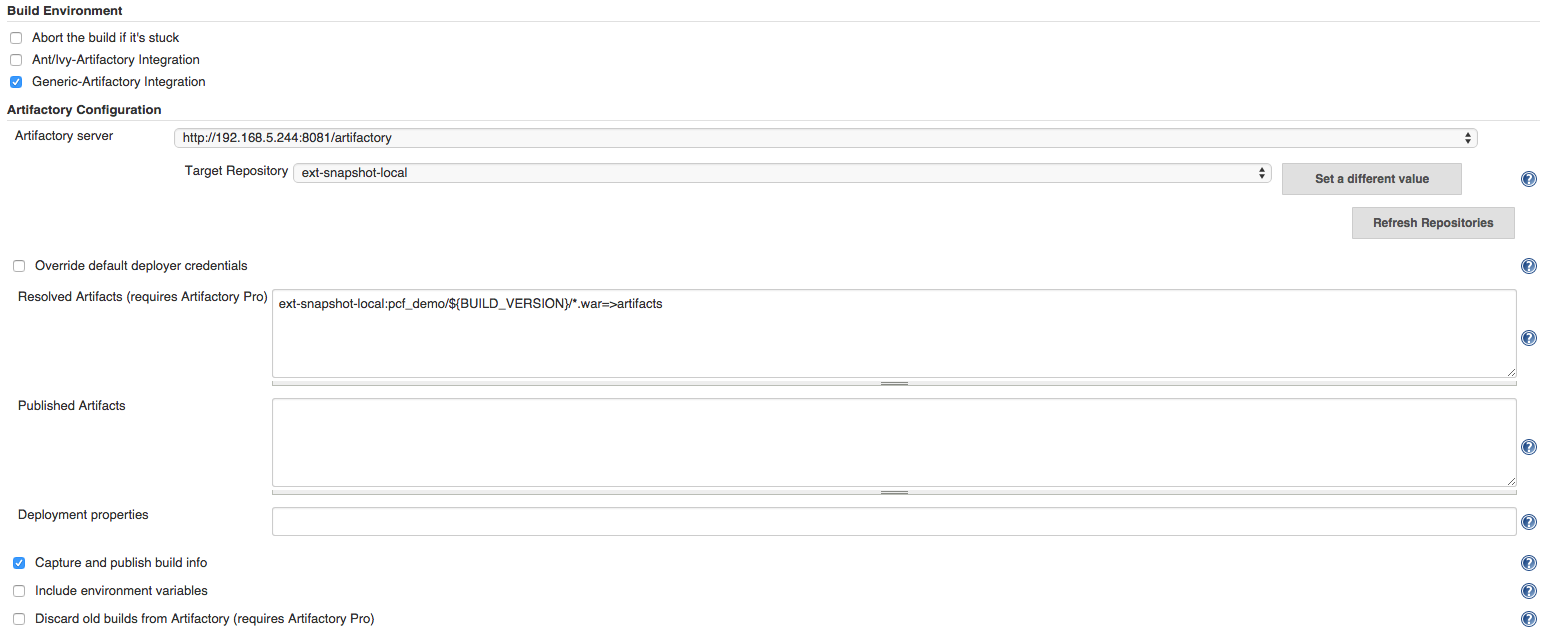 Build Environment
Abort the build if it's stuck
Ant/Ivy-Artifactory Integration
Generic-Artifactory Integration
Artifactory Configuration
Artifactory server http://192.168.5.244:8081/artifactory
Target Repository ext-snapshot-local Set a different value
Refresh Repositories
Override default deployer credentials
Resolved Artifacts (requires Artifactory Pro) ext-snapshot-local:pcf_demo/${BUILD_VERSION}/*.war=>artifacts
Published Artifacts
Deployment properties
Capture and publish build info
Include environment variables
Discard old builds from Artifactory (requires Artifactory Pro)